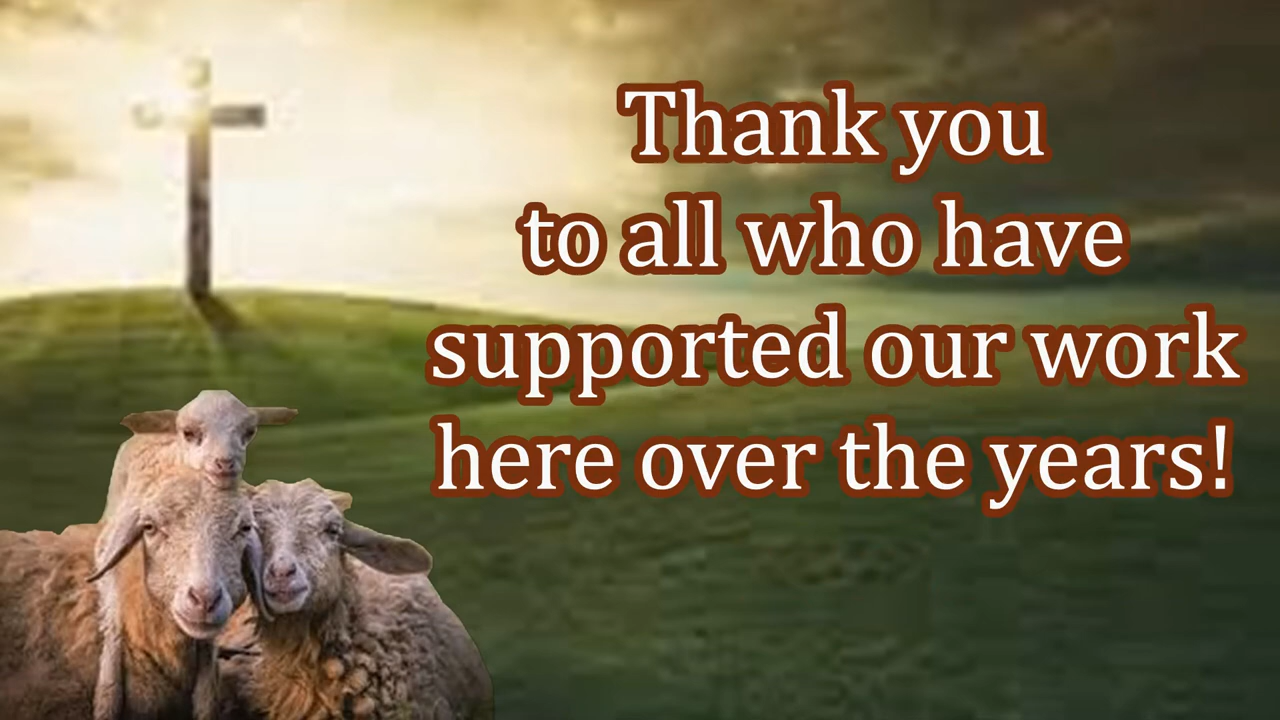 Thank you
to all who have
supported our work
here over the years!